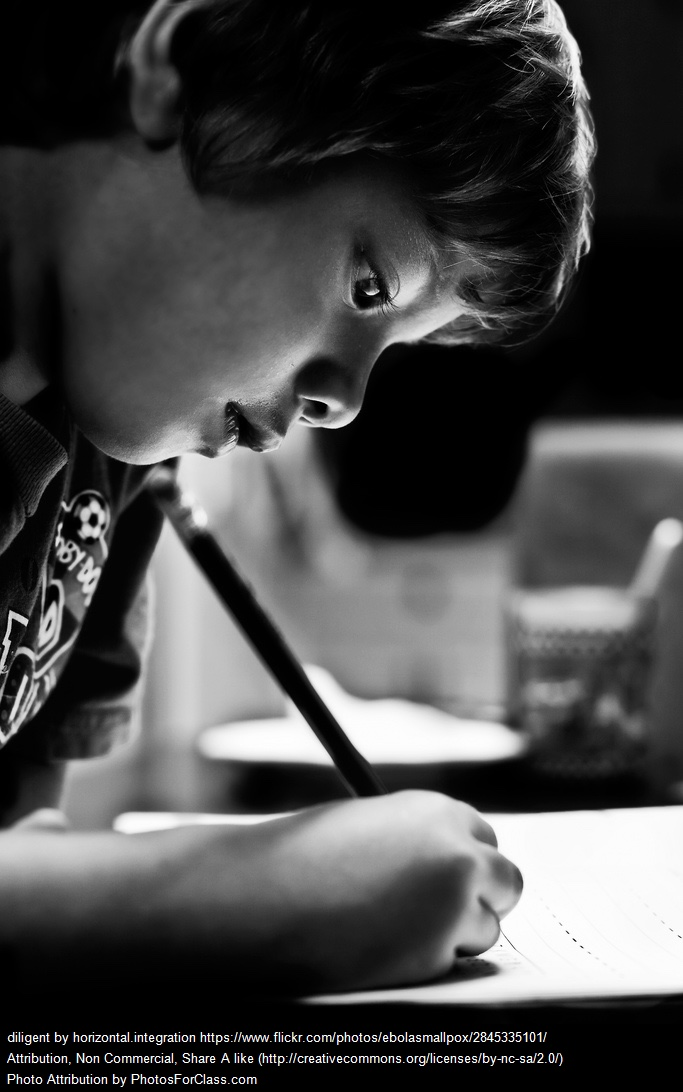 diligent by horizontal.integration https://www.flickr.com/photos/ebolasmallpox/2845335101/
Attribution, Non Commercial, Share A like (http://creativecommons.org/licenses/by-nc-sa/2.0/)
Photo Attribution by PhotosForClass.com